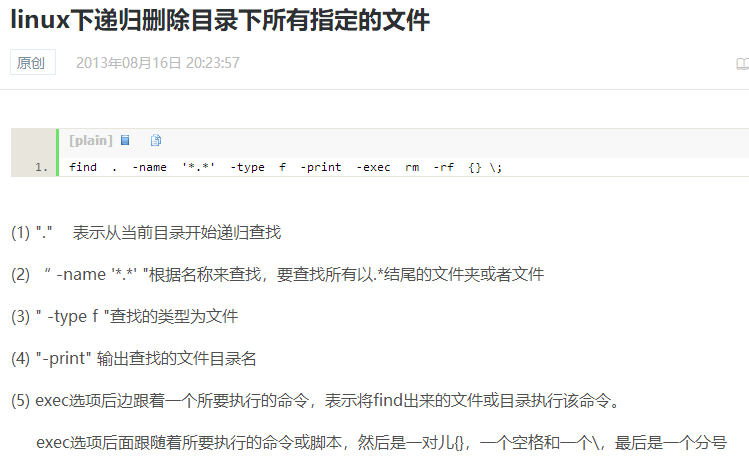 linux下递归删除目录下所有指定的文件
原创 2013年08月16日 20:23:57
[plain]
1. find . -name '*.*' -type f -print -exec rm -rf {} \;
(1) "." 表示从当前目录开始递归查找
(2) “ -name '*.*' "根据名称来查找，要查找所有以.*结尾的文件夹或者文件
(3) " -type f "查找的类型为文件
(4) "-print" 输出查找的文件目录名
(5) exec选项后边跟着一个所要执行的命令，表示将find出来的文件或目录执行该命令。
exec选项后面跟随着所要执行的命令或脚本，然后是一对儿{}，一个空格和一个\，最后是一个分号